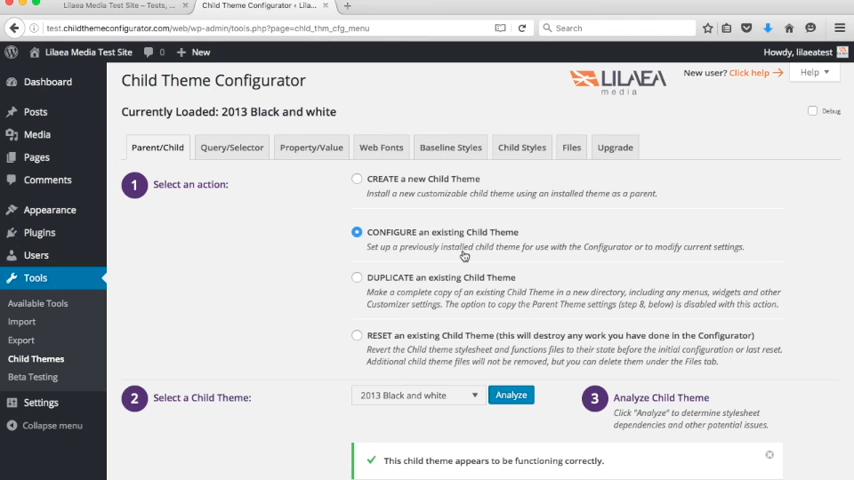 Lilaea Media Test Site – Tests, ...
Child Theme Configurator ‹ Lila...
test.childthemeconfigurator.com/web/wp-admin/tools.php?page=chld_thm_cfg_menu
Search
Lilaea Media Test Site
0
New
Howdy, lilaeatest
Dashboard
Posts
Media
Pages
Comments
Appearance
Plugins
Users
Tools
Available Tools
Import
Export
Child Themes
Beta Testing
Settings
Collapse menu
Child Theme Configurator
LILAEA
media
New user? Click help
Help
Currently Loaded: 2013 Black and white
Debug
Parent/Child
Query/Selector
Property/Value
Web Fonts
Baseline Styles
Child Styles
Files
Upgrade
1
Select an action:
CREATE a new Child Theme
Install a new customizable child theme using an installed theme as a parent.
CONFIGURE an existing Child Theme
Set up a previously installed child theme for use with the Configurator or to modify current settings.
DUPLICATE an existing Child Theme
Make a complete copy of an existing Child Theme in a new directory, including any menus, widgets and other
Customizer settings. The option to copy the Parent Theme settings (step 8, below) is disabled with this action.
RESET an existing Child Theme (this will destroy any work you have done in the Configurator)
Revert the Child theme stylesheet and functions files to their state before the initial configuration or last reset.
Additional child theme files will not be removed, but you can delete them under the Files tab.
2
Select a Child Theme:
2013 Black and white
Analyze
3
Analyze Child Theme
Click "Analyze" to determine stylesheet
dependencies and other potential issues.
This child theme appears to be functioning correctly.